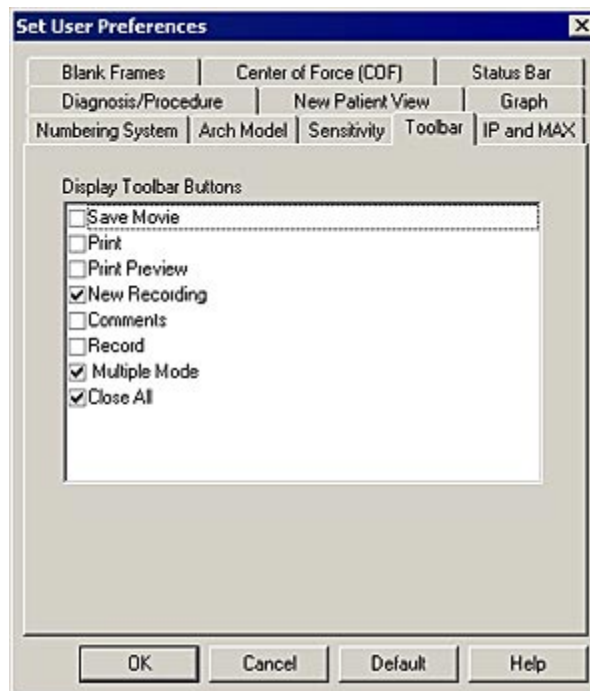 Set User Preferences
Blank Frames Center of Force (COF) Status Bar
Diagnosis/Procedure New Patient View Graph
Numbering System Arch Model Sensitivity Toolbar IP and MAX
Display Toolbar Buttons
Save Movie
Print
Print Preview
New Recording
Comments
Record
Multiple Mode
Close All
OK Cancel Default Help